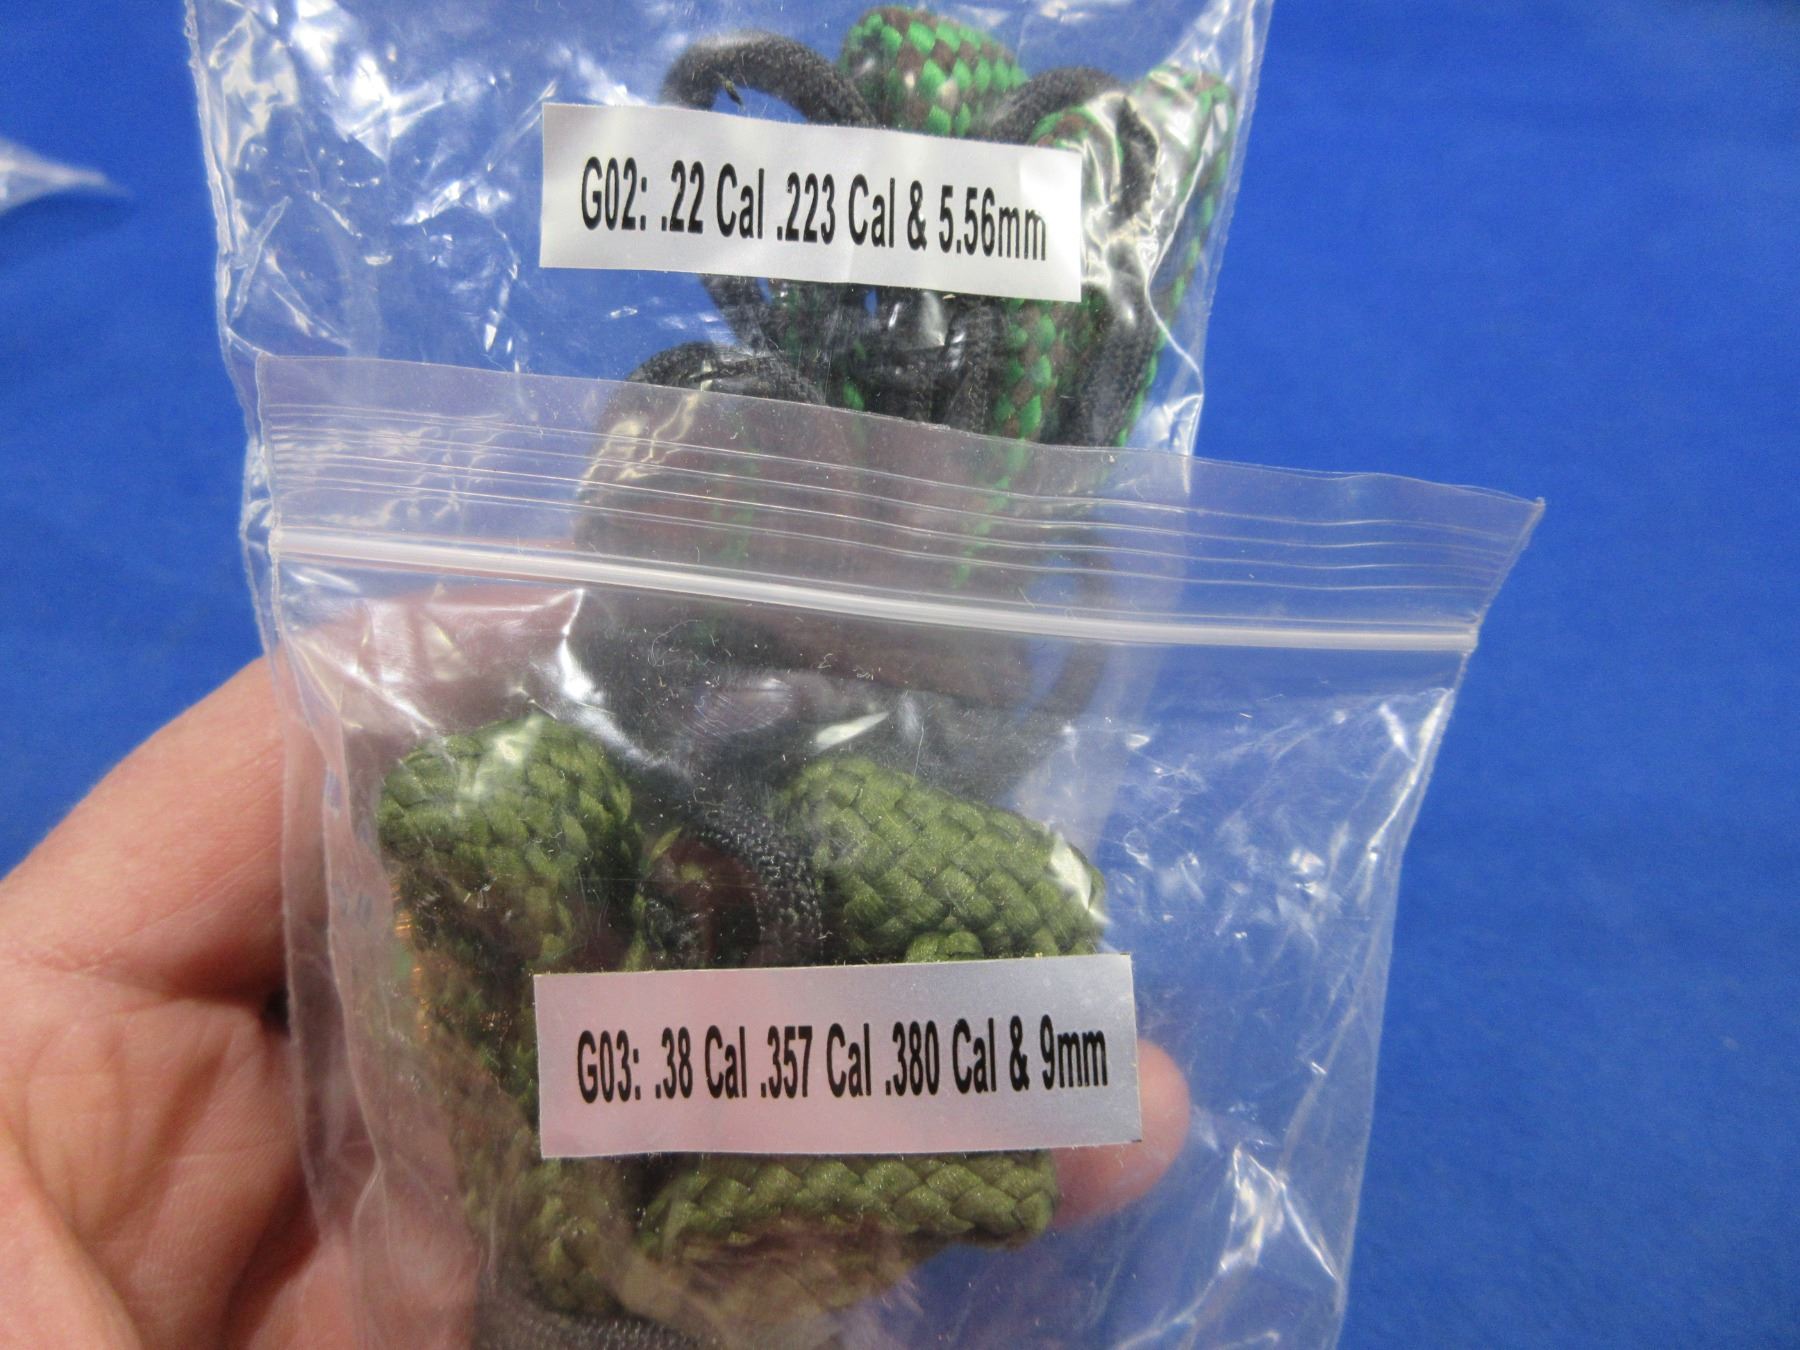 G02: .22 Cal .223 Cal & 5.56mm
G03: .38 Cal .357 Cal .380 Cal & 9mm